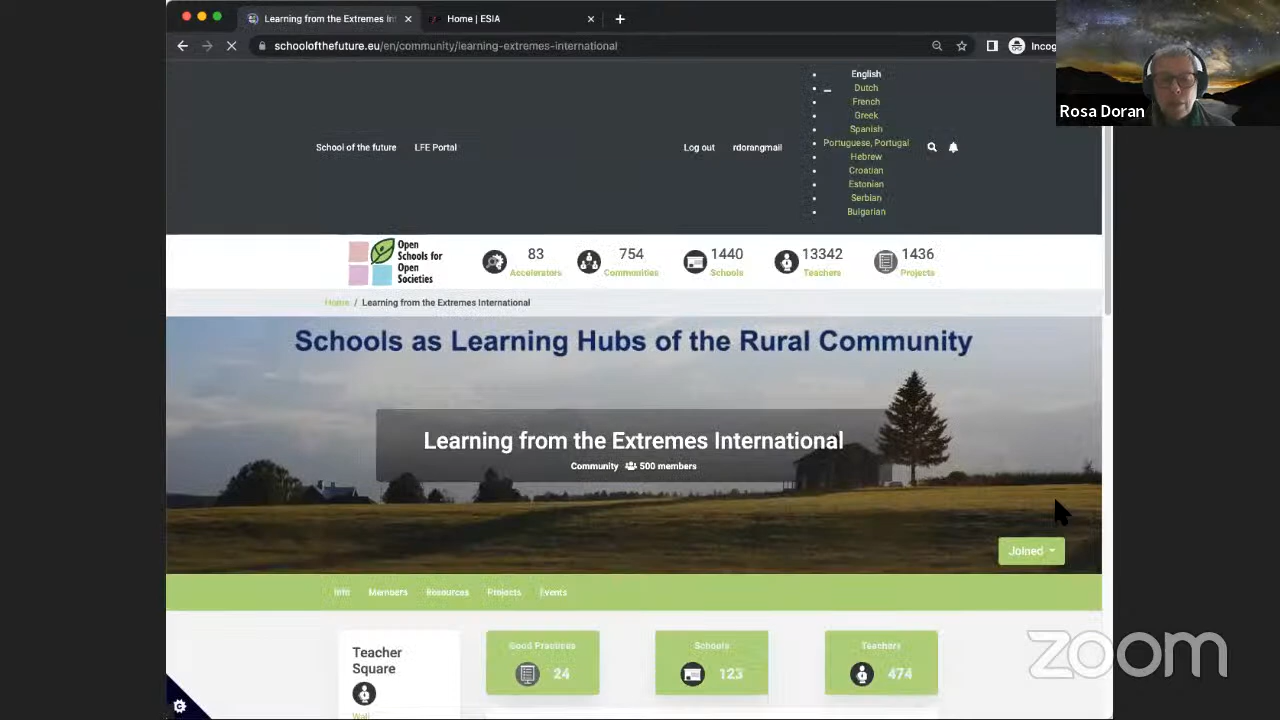 Learning from the Extremes In
Home | ESIA
schoolofthefuture.eu/en/community/learning-extremes-international
Incog
Rosa Doran
English
Dutch
French
Greek
Spanish
Portuguese, Portugal
Hebrew
Croatian
Estonian
Serbian
Bulgarian
School of the future
LFE Portal
Log out
rdorangmail
Open
Schools for
Open
Societies
83
Accelerators
754
Communities
1440
Schools
13342
Teachers
1436
Projects
Home / Learning from the Extremes International
Schools as Learning Hubs of the Rural Community
Learning from the Extremes International
Community 500 members
Joined
Info
Members
Resources
Projects
Events
Teacher
Square
Wall
Good Practices
24
Schools
123
Teachers
474
zoom